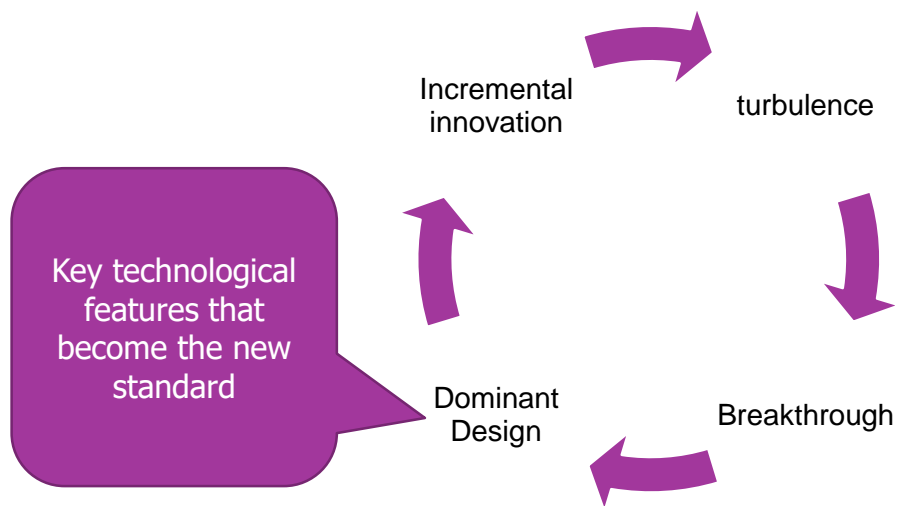 Incremental
innovation
turbulence
Key technological
features that
become the new
standard
Dominant
Design
Breakthrough